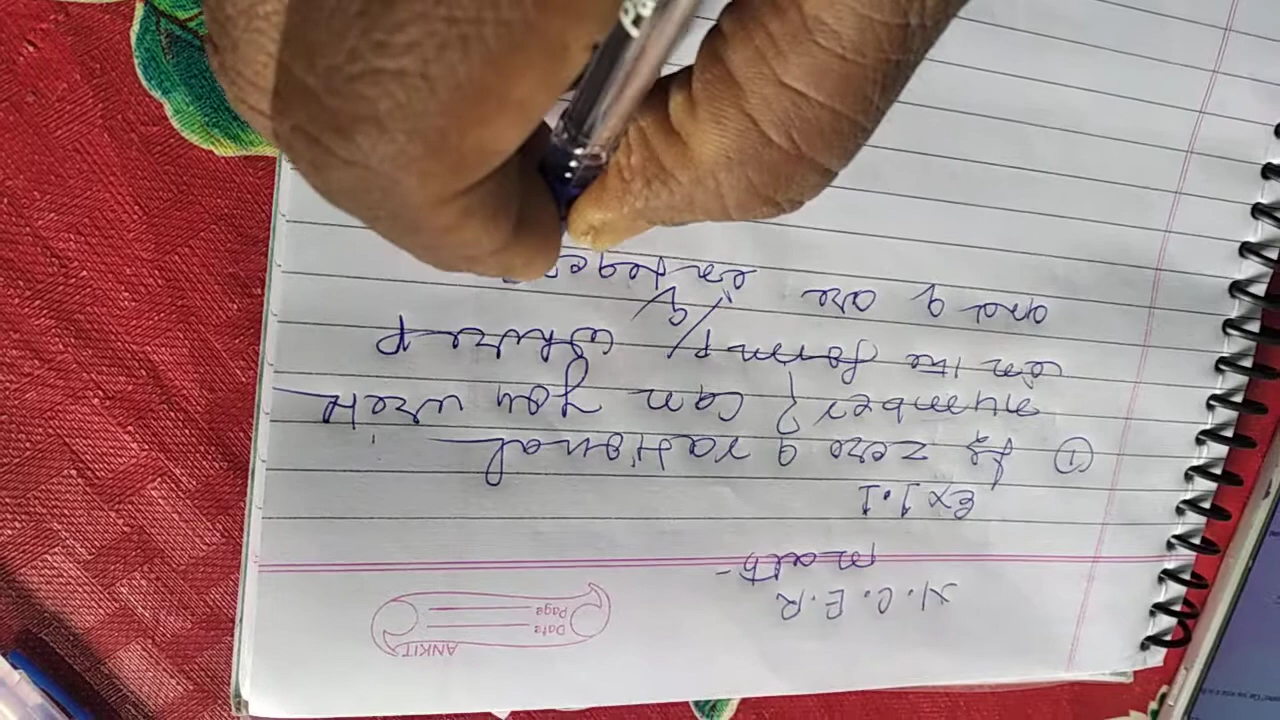 ANKIT
Date
Page
N. C. E. R
math
Ex 1.1
① Is zero a rational
number? Can you write
in the form p/q where p
and q are integers